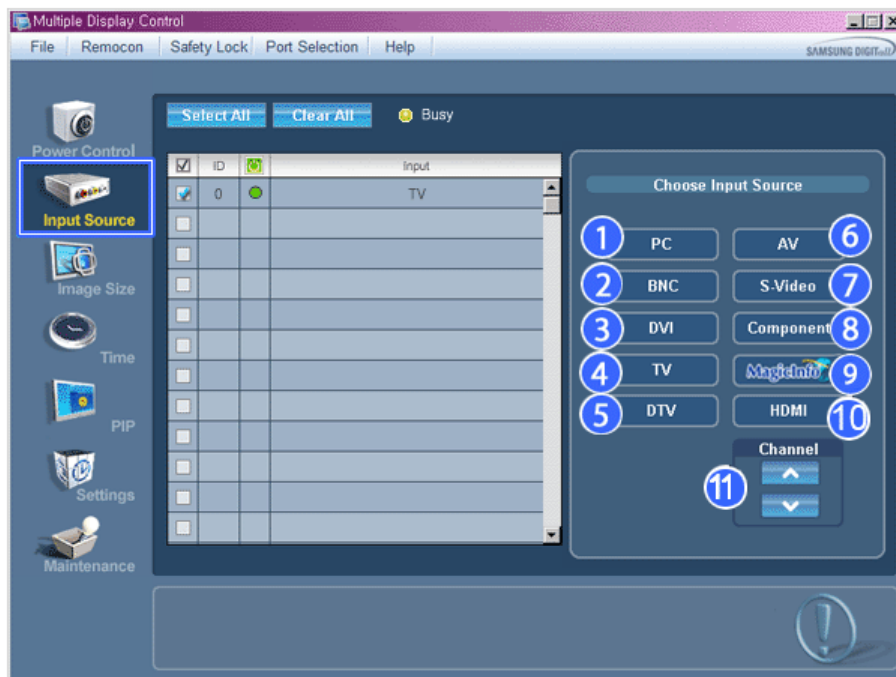 Multiple Display Control
File Remocon Safety Lock Port Selection Help
SAMSUNG DIGITall
Select All Clear All Busy
Power Control
Input Source
Image Size
Time
PIP
Settings
Maintenance
ID Input
0 TV
Choose Input Source
1 PC AV 6
2 BNC S-Video 7
3 DVI Component 8
4 TV MagicInfo 9
5 DTV HDMI 10
Channel
11